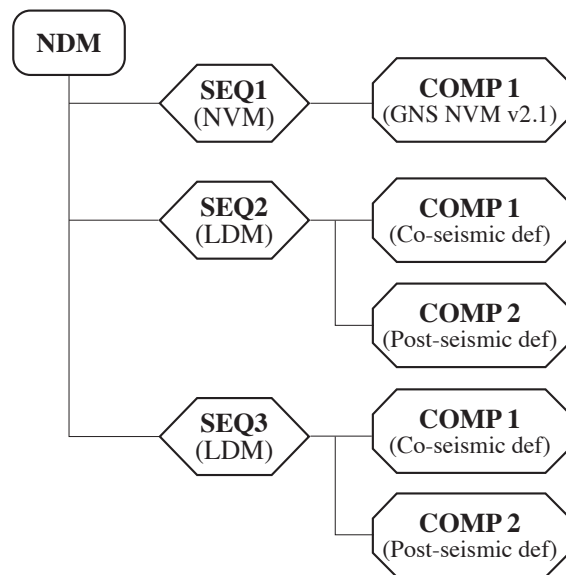 NDM
SEQ1
(NVM)
COMP 1
(GNS NVM v2.1)
SEQ2
(LDM)
COMP 1
(Co-seismic def)
COMP 2
(Post-seismic def)
SEQ3
(LDM)
COMP 1
(Co-seismic def)
COMP 2
(Post-seismic def)